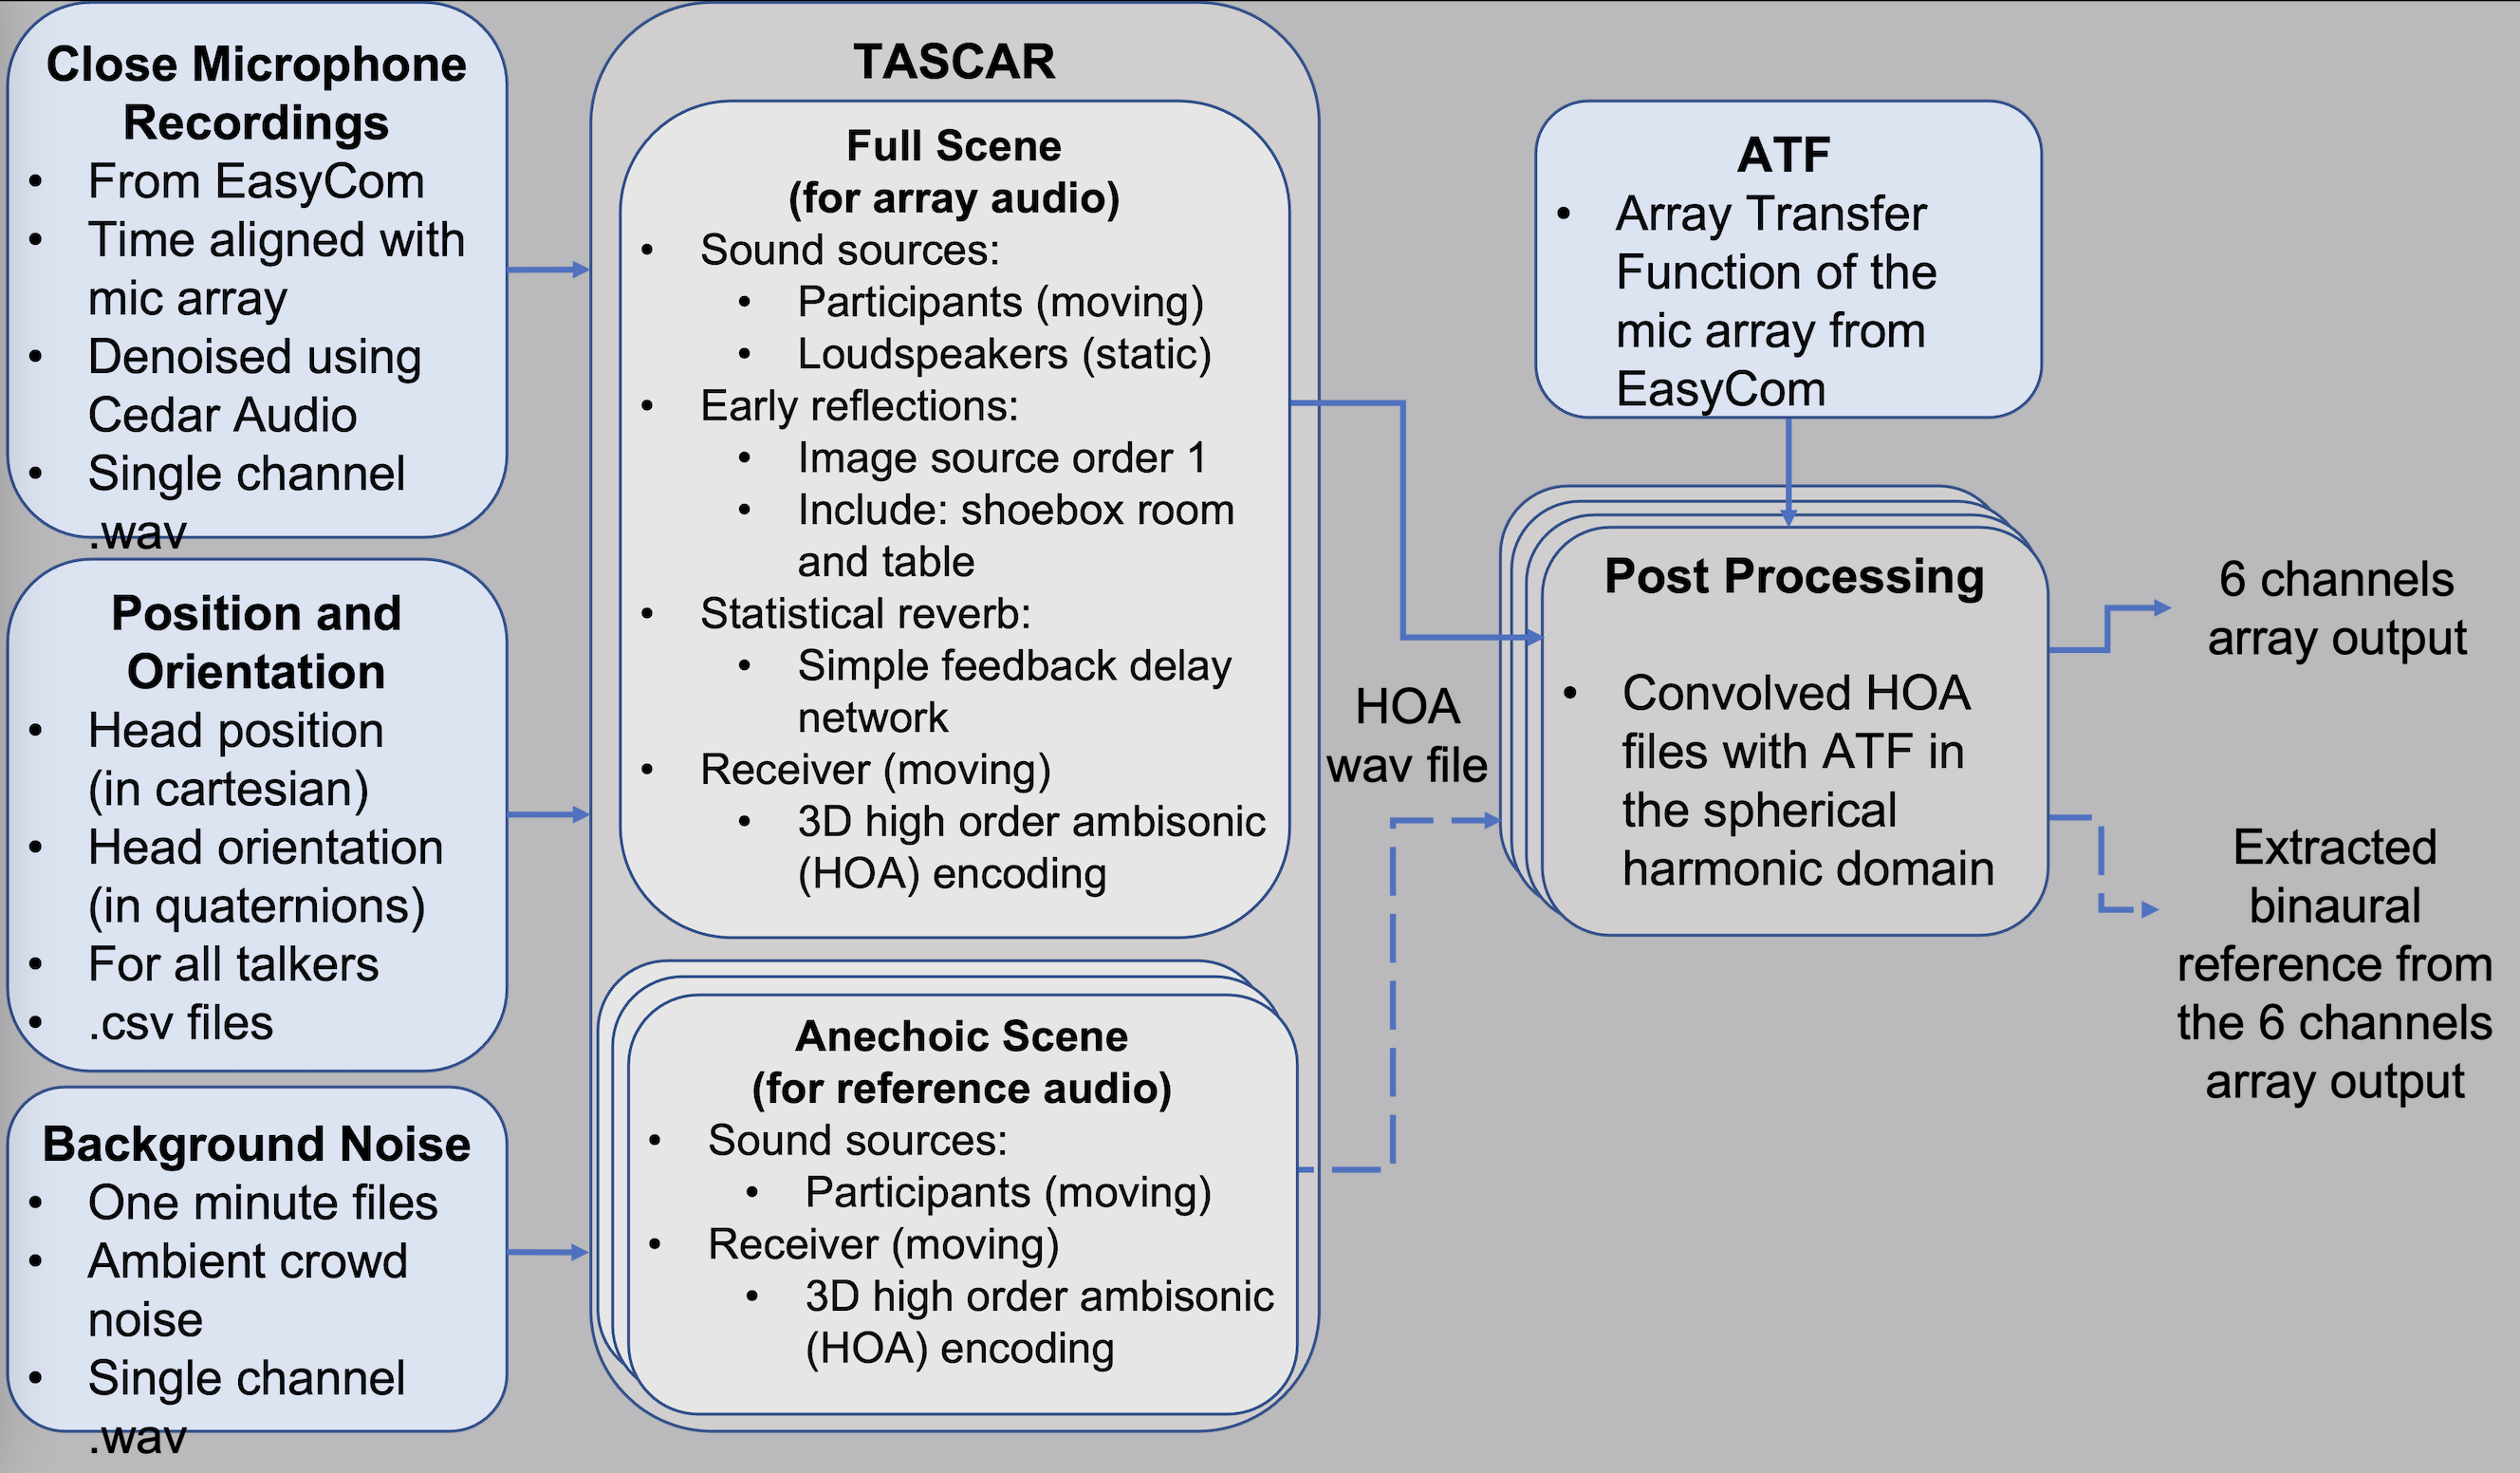 Close Microphone
Recordings
• From EasyCom
• Time aligned with
mic array
• Denoised using
Cedar Audio
• Single channel
.wav
Position and
Orientation
• Head position
(in cartesian)
• Head orientation
(in quaternions)
• For all talkers
• .csv files
Background Noise
• One minute files
• Ambient crowd
noise
• Single channel
.wav
TASCAR
Full Scene
(for array audio)
• Sound sources:
• Participants (moving)
• Loudspeakers (static)
• Early reflections:
• Image source order 1
• Include: shoebox room
and table
• Statistical reverb:
• Simple feedback delay
network
• Receiver (moving)
• 3D high order ambisonic
(HOA) encoding
Anechoic Scene
(for reference audio)
• Sound sources:
• Participants (moving)
• Receiver (moving)
• 3D high order ambisonic
(HOA) encoding
HOA
wav file
ATF
• Array Transfer
Function of the
mic array from
EasyCom
Post Processing
• Convolved HOA
files with ATF in
the spherical
harmonic domain
6 channels
array output
Extracted
binaural
reference from
the 6 channels
array output